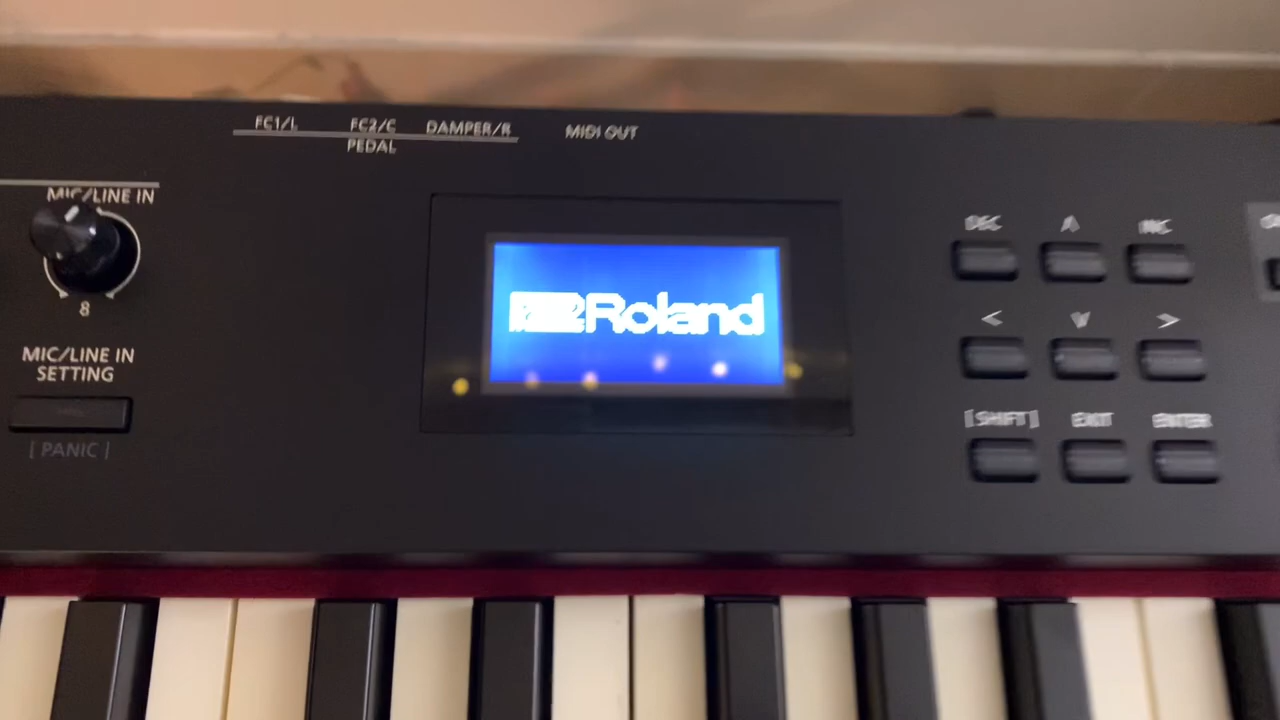 FC1/L FC2/C DAMPER/R MIDI OUT
PEDAL
MIC/LINE IN
8
MIC/LINE IN
SETTING
[ PANIC ]
Roland
DEC ∧ INC
< ∨ >
[SHIFT] EXIT ENTER